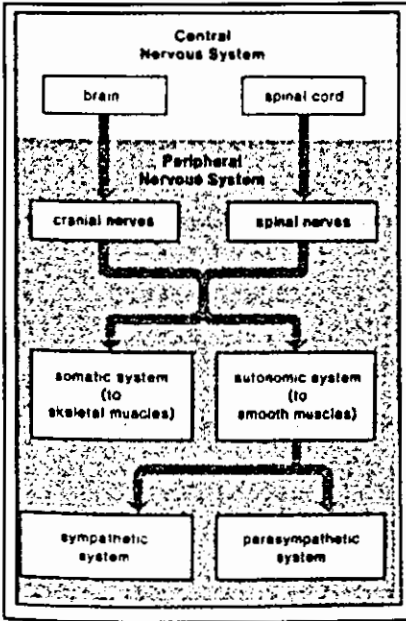 Central
Nervous System
brain
spinal cord
Peripheral
Nervous System
cranial nerves
spinal nerves
somatic system
(to
skeletal muscles)
autonomic system
(to
smooth muscles)
sympathetic
system
parasympathetic
system